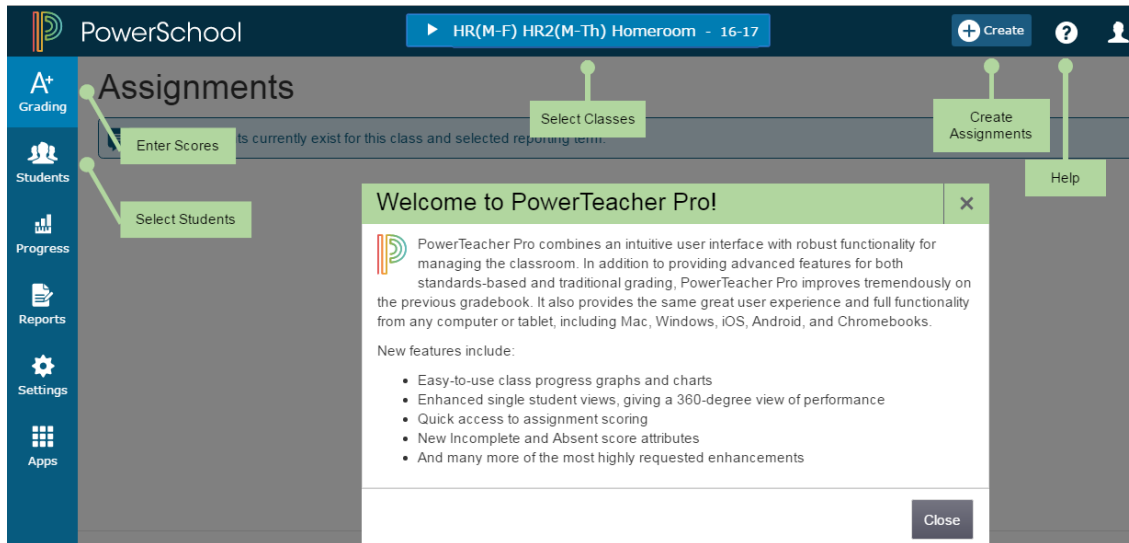 PowerSchool
HR(M-F) HR2(M-Th) Homeroom - 16-17
Create
?
A+
Grading
Assignments
Select Classes
Create
Assignments
Enter Scores
ts currently exist for this class and selected reporting term.
Students
Help
Select Students
Welcome to PowerTeacher Pro!
×
Progress
PowerTeacher Pro combines an intuitive user interface with robust functionality for
managing the classroom. In addition to providing advanced features for both
standards-based and traditional grading, PowerTeacher Pro improves tremendously on
the previous gradebook. It also provides the same great user experience and full functionality
from any computer or tablet, including Mac, Windows, iOS, Android, and Chromebooks.
Reports
New features include:
• Easy-to-use class progress graphs and charts
• Enhanced single student views, giving a 360-degree view of performance
• Quick access to assignment scoring
• New Incomplete and Absent score attributes
• And many more of the most highly requested enhancements
Settings
Apps
Close